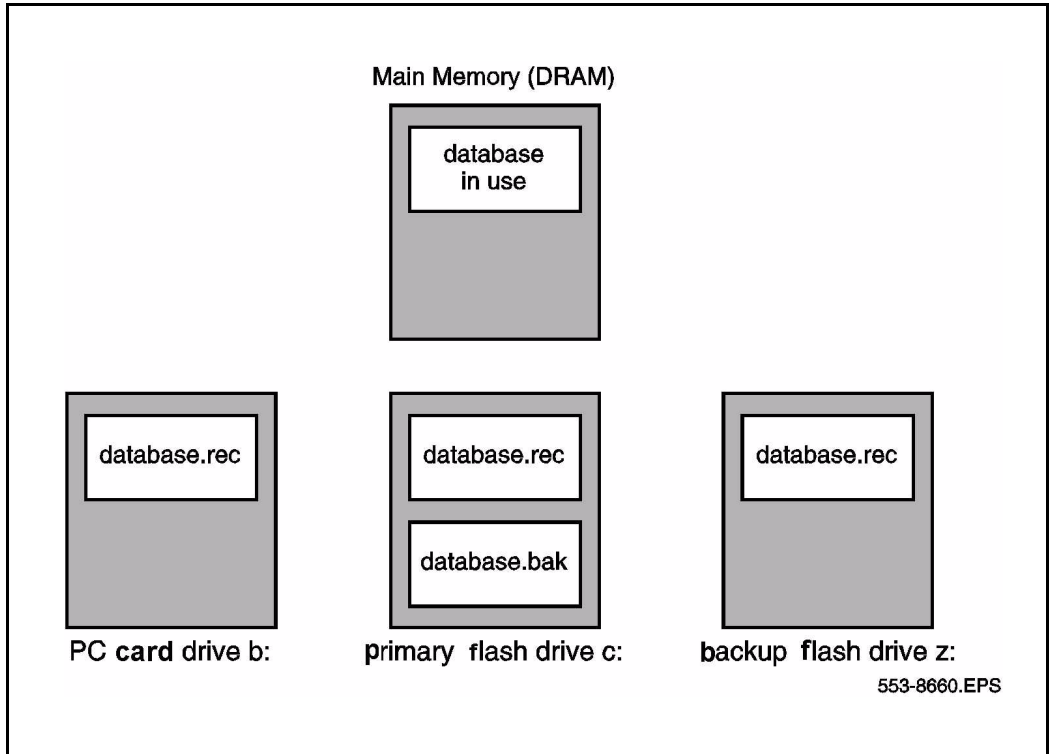 Main Memory (DRAM)
database
in use
database.rec
database.rec
database.rec
database.bak
PC card drive b:
primary flash drive c:
backup flash drive z:
553-8660.EPS